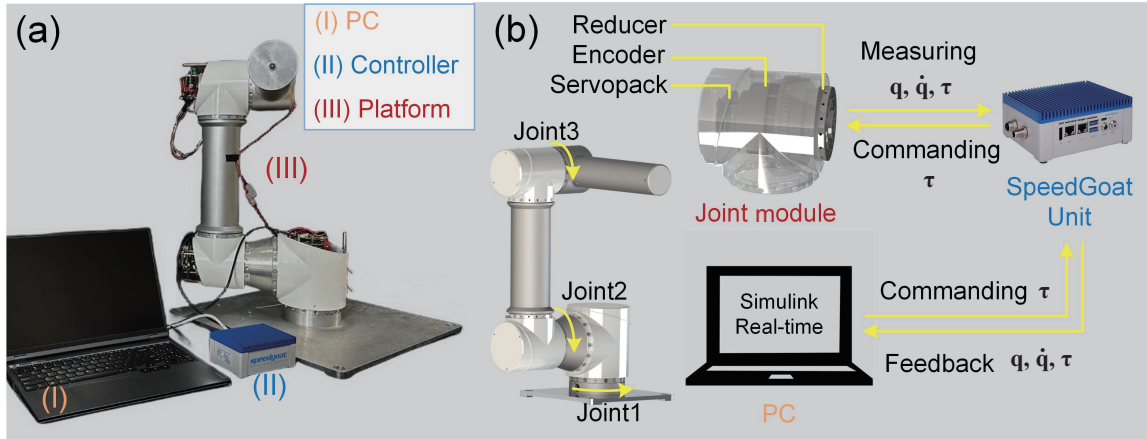 (a)
(I) PC
(II) Controller
(III) Platform
(III)
speedgoat
(I)
(II)
(b)
Reducer
Encoder
Servopack
Measuring
q, q̇, τ
Commanding
τ
SpeedGoat
Unit
Joint module
Joint3
Joint2
Joint1
Simulink
Real-time
PC
Commanding τ
Feedback q, q̇, τ